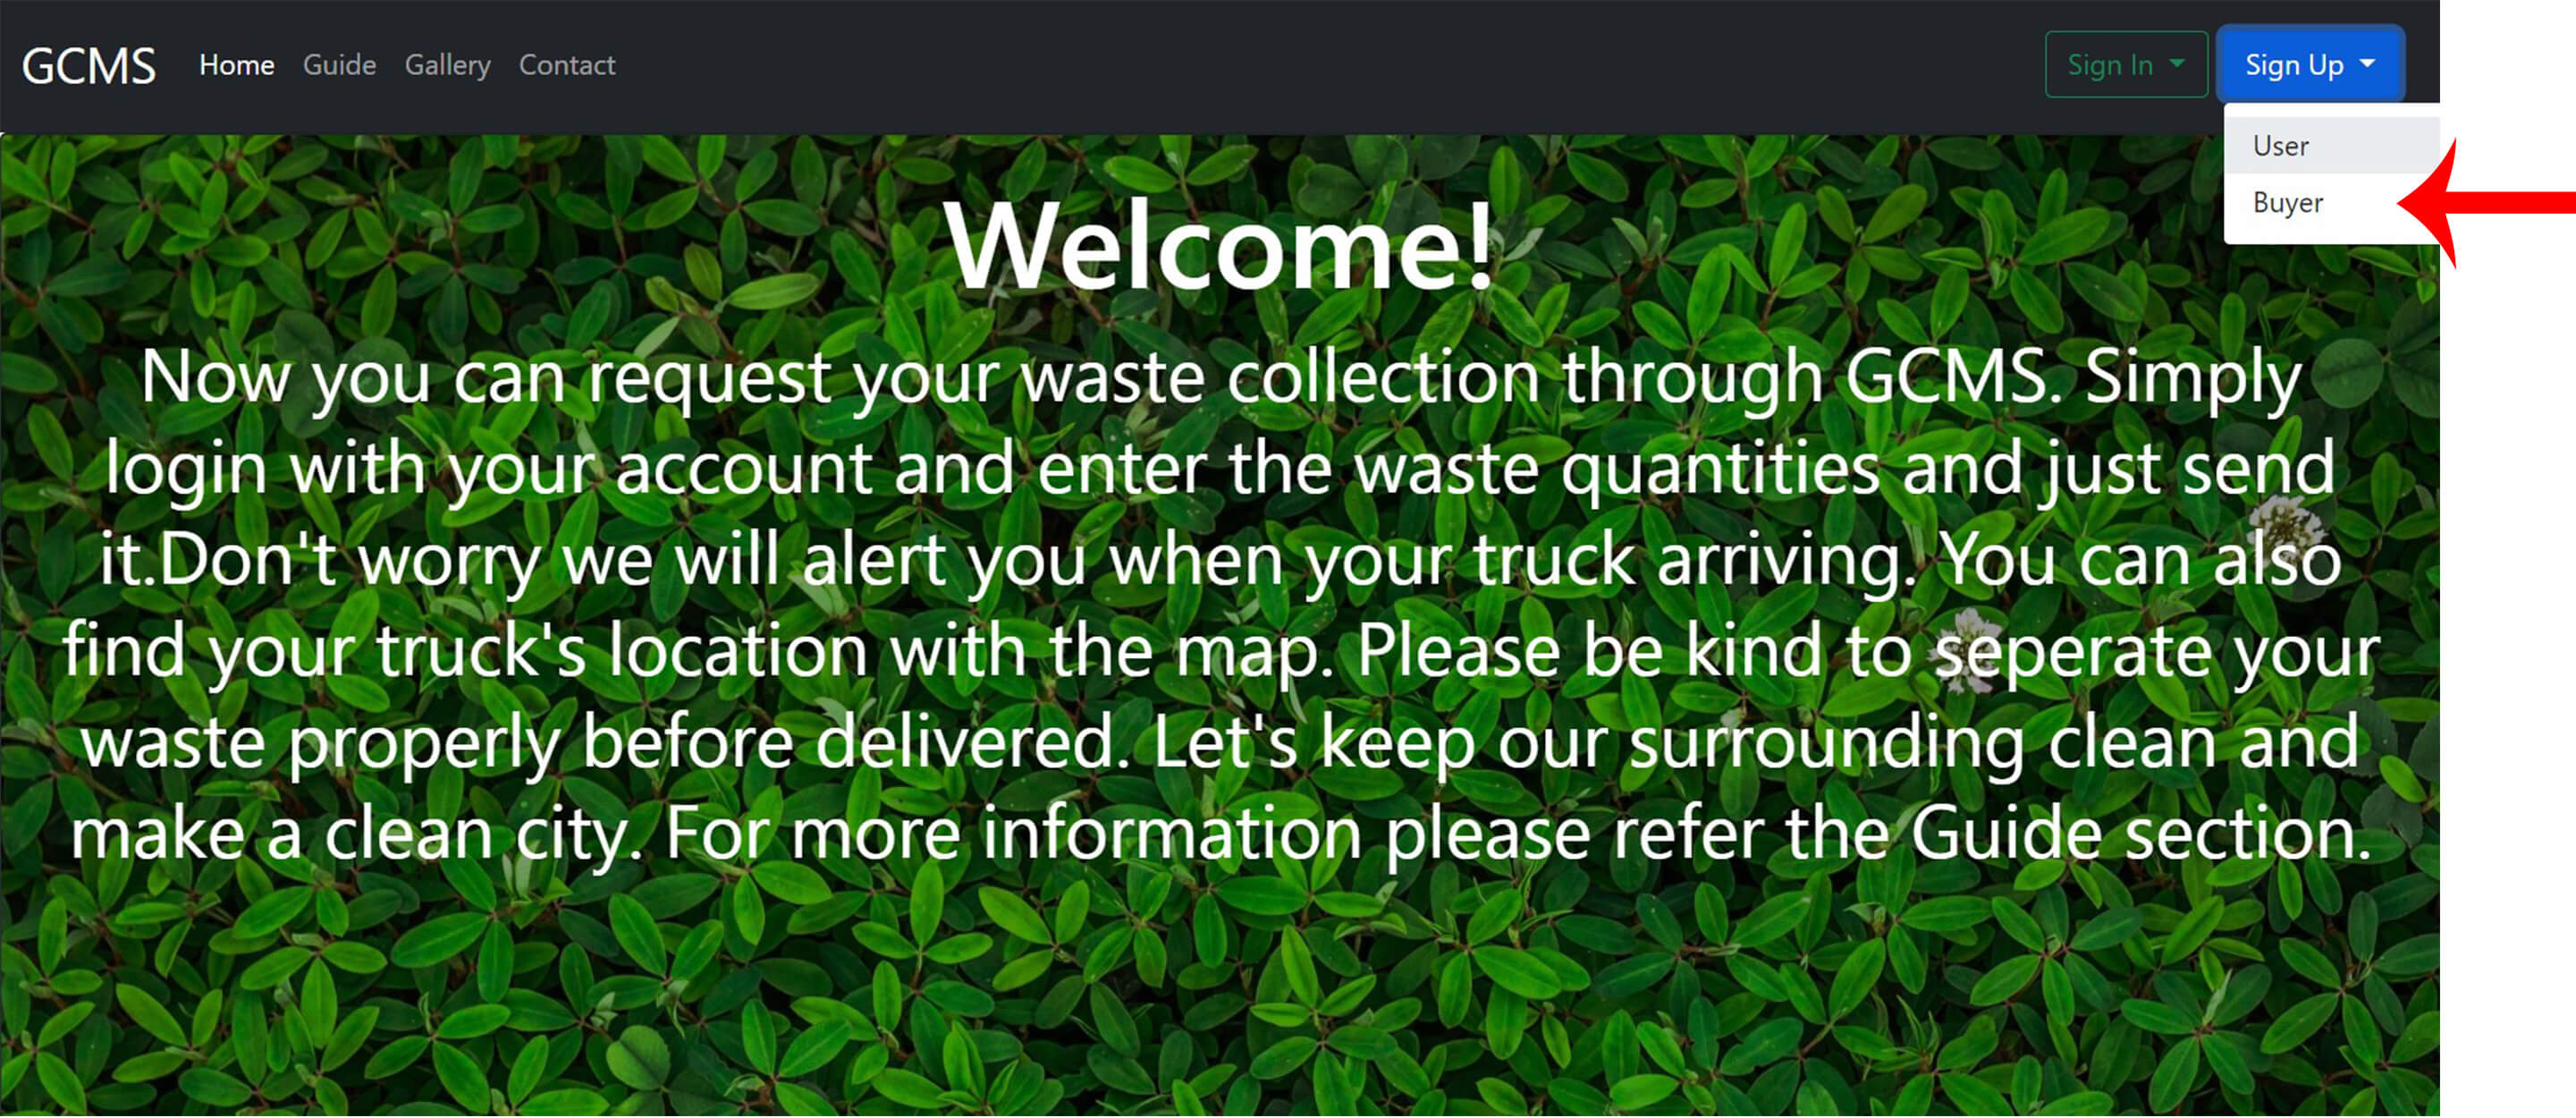 GCMS Home Guide Gallery Contact Sign In Sign Up
User
Buyer
Welcome!
Now you can request your waste collection through GCMS. Simply
login with your account and enter the waste quantities and just send
it.Don't worry we will alert you when your truck arriving. You can also
find your truck's location with the map. Please be kind to seperate your
waste properly before delivered. Let's keep our surrounding clean and
make a clean city. For more information please refer the Guide section.